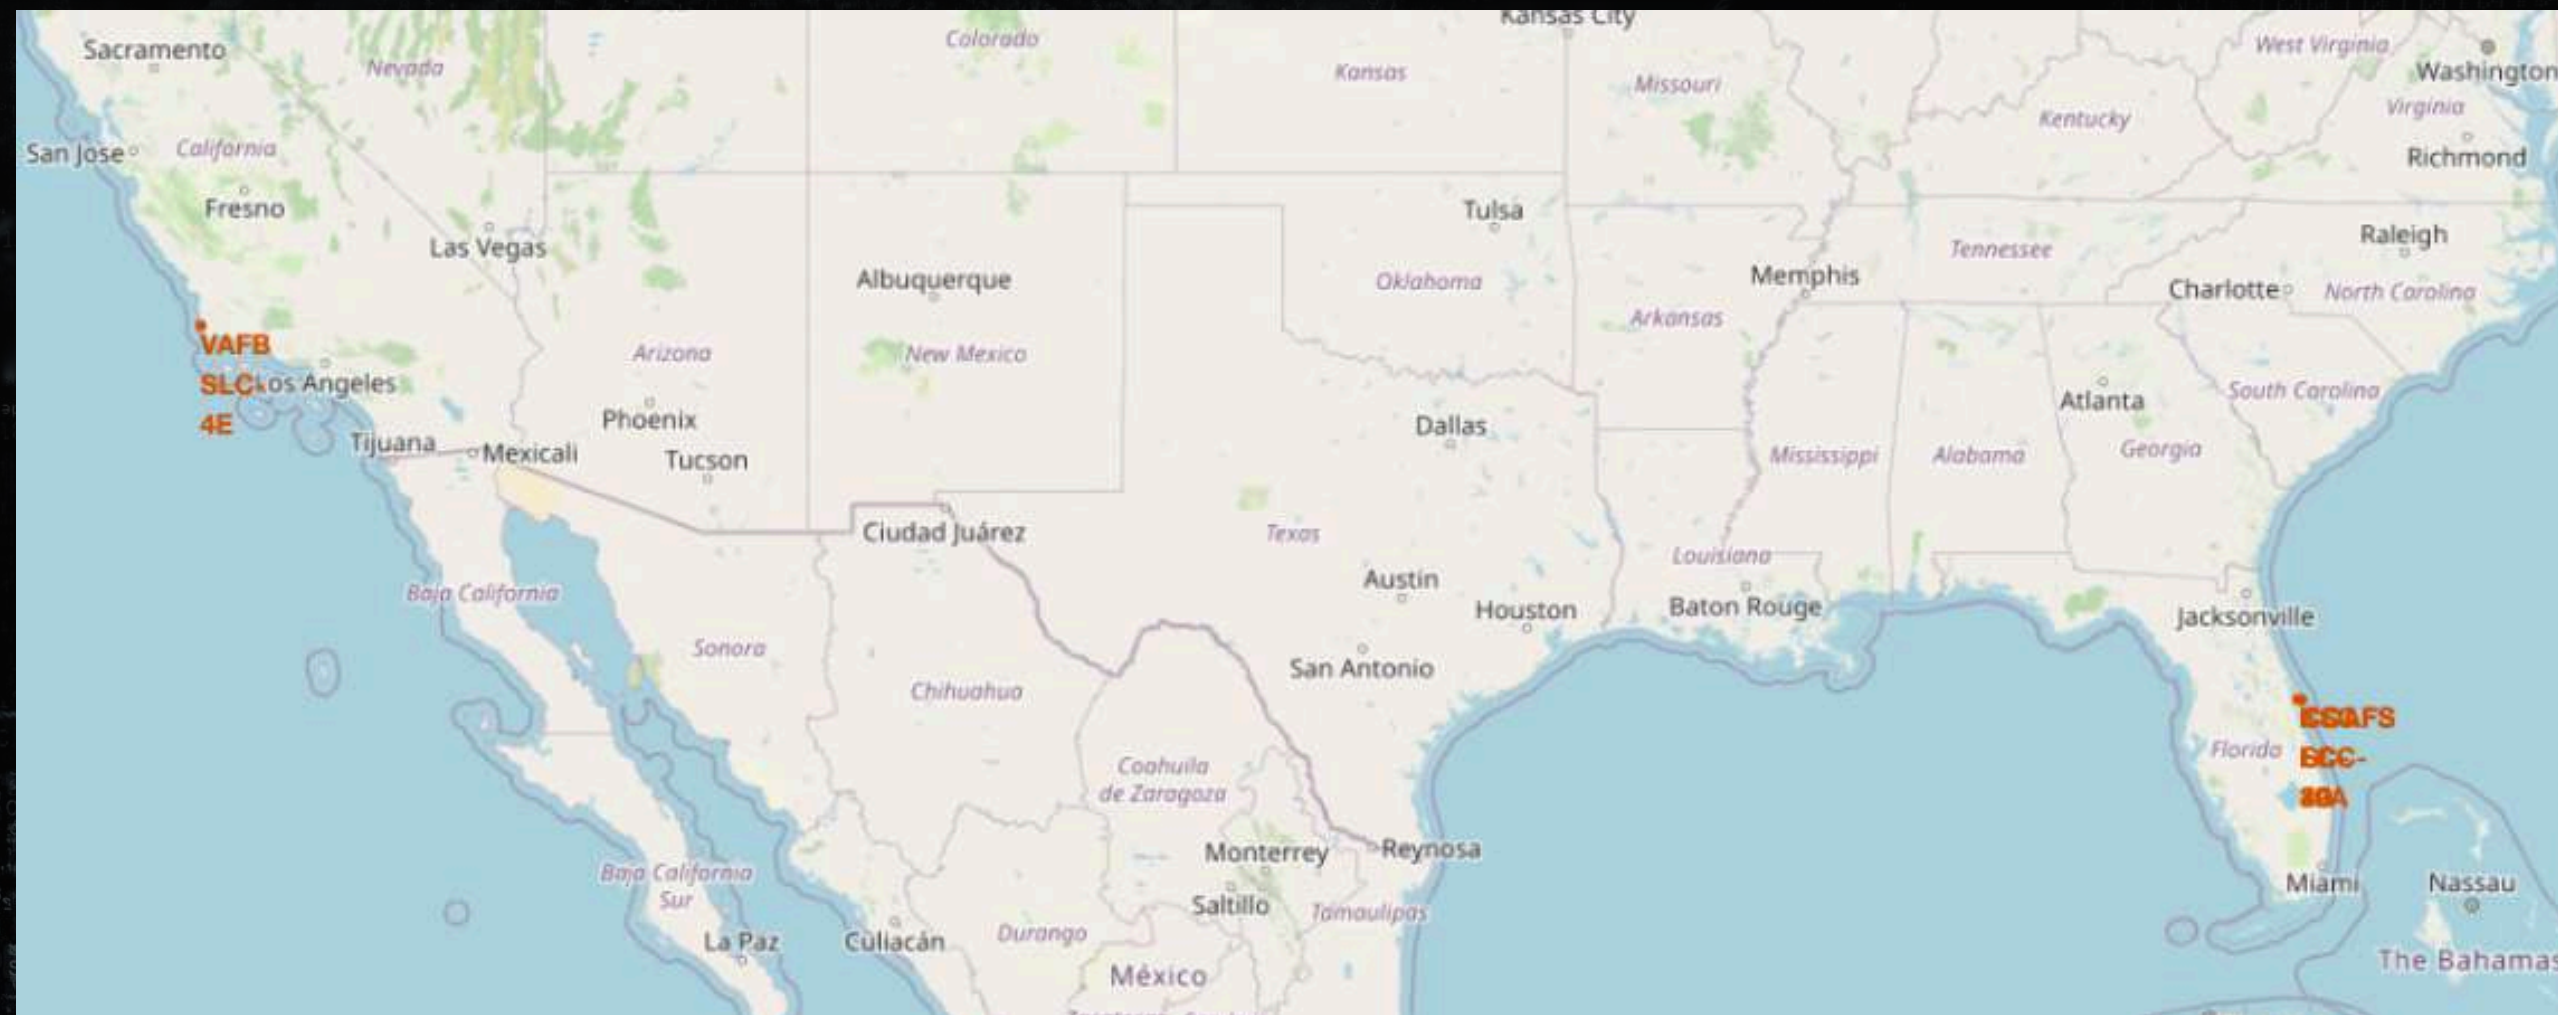 Kansas City
Sacramento
Nevada
Colorado
Kansas
Missouri
West Virginia
Washington
Virginia
Kentucky
San Jose
California
Richmond
Fresno
Las Vegas
Tulsa
Raleigh
Albuquerque
Oklahoma
Memphis
Tennessee
Charlotte
North Carolina
Arkansas
VAFB
SLC-
4E
Los Angeles
Arizona
New Mexico
South Carolina
Atlanta
Phoenix
Dallas
Tijuana
Mexicali
Tucson
Mississippi
Alabama
Georgia
Ciudad Juárez
Texas
Louisiana
Austin
Baja California
Houston
Baton Rouge
Jacksonville
Sonora
San Antonio
Chihuahua
Florida
Coahuila
de Zaragoza
Monterrey
Reynosa
Baja California
Sur
Saltillo
Tamaulipas
Miami
Nassau
La Paz
Culiacán
Durango
México
The Bahamas